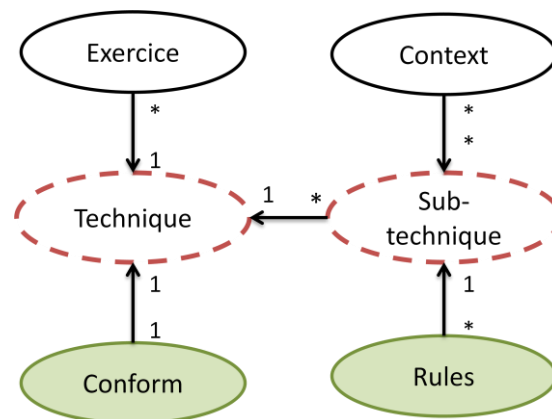 Exercice
Context
*
*
1
*
Technique
1
*
Sub-
technique
1
1
1
*
Conform
Rules